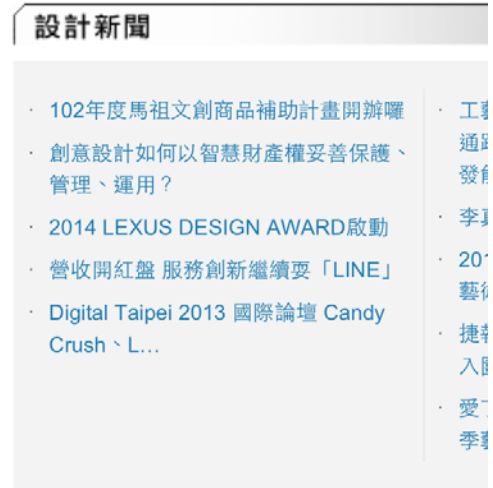 設計新聞
· 102年度馬祖文創商品補助計畫開辦囉
· 創意設計如何以智慧財產權妥善保護、
管理、運用？
· 2014 LEXUS DESIGN AWARD啟動
· 營收開紅盤 服務創新繼續耍「LINE」
· Digital Taipei 2013 國際論壇 Candy
Crush、L...
· 工
通
發
· 李
· 201
藝
· 捷
入
· 愛
季